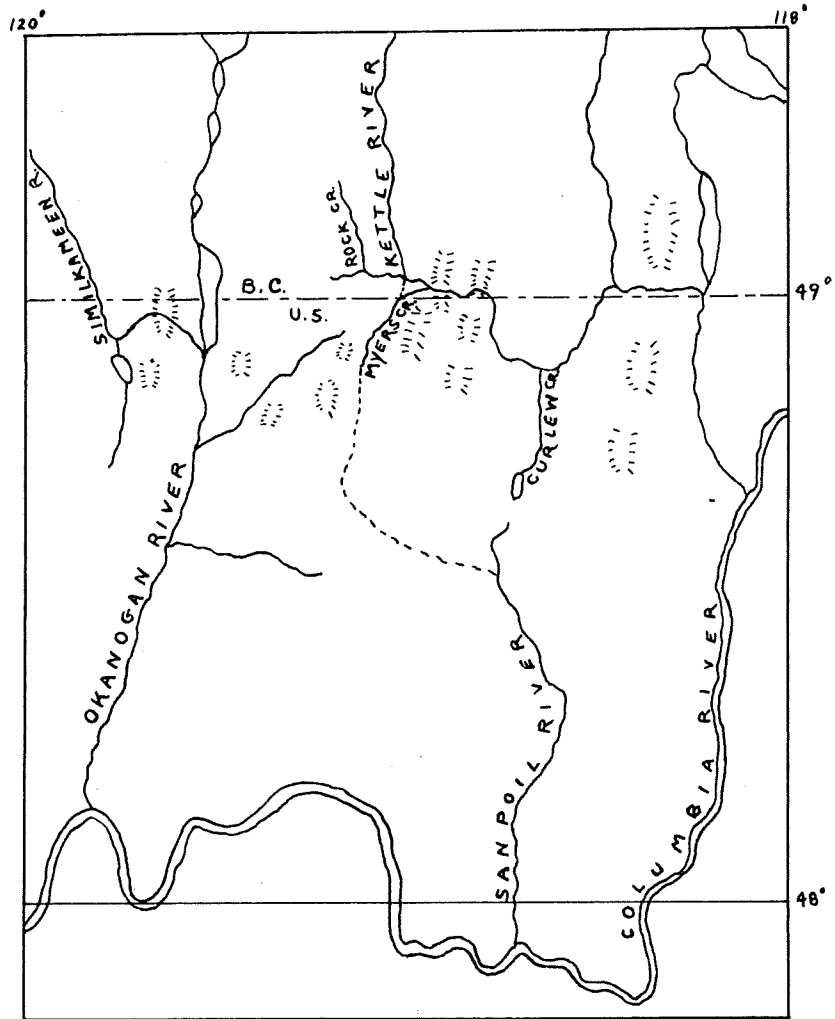 120°
118°
SIMILKAMEEN R.
ROCK CR.
KETTLE RIVER
B.C.
49°
U.S.
MYERS CR.
CURLEW CR.
OKANOGAN RIVER
SANPOIL RIVER
COLUMBIA RIVER
48°